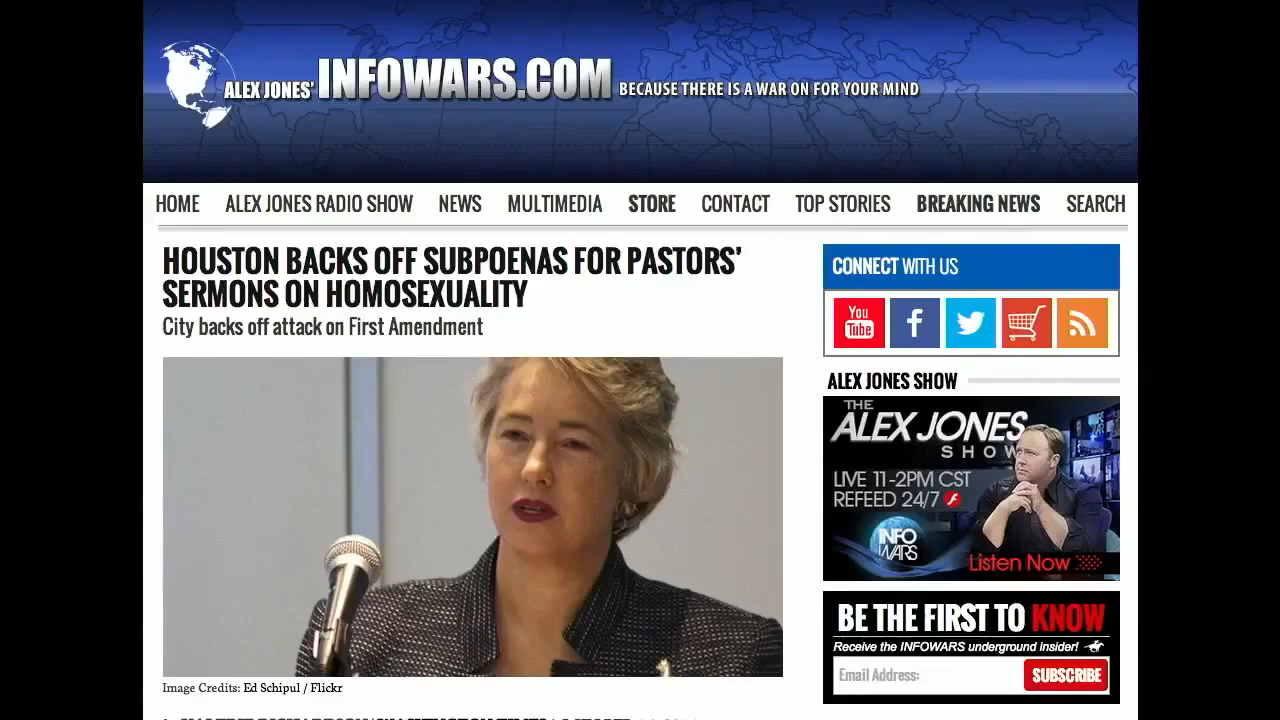 ALEX JONES' INFOWARS.COM BECAUSE THERE IS A WAR ON FOR YOUR MIND
HOME ALEX JONES RADIO SHOW NEWS MULTIMEDIA STORE CONTACT TOP STORIES BREAKING NEWS SEARCH
HOUSTON BACKS OFF SUBPOENAS FOR PASTORS'
SERMONS ON HOMOSEXUALITY
City backs off attack on First Amendment
Image Credits: Ed Schipul / Flickr
CONNECT WITH US
You
Tube
ALEX JONES SHOW
THE
ALEX JONES
SHOW
LIVE 11-2PM CST
REFEED 24/7
INFO
WARS
Listen Now
BE THE FIRST TO KNOW
Receive the INFOWARS underground insider!
Email Address:
SUBSCRIBE